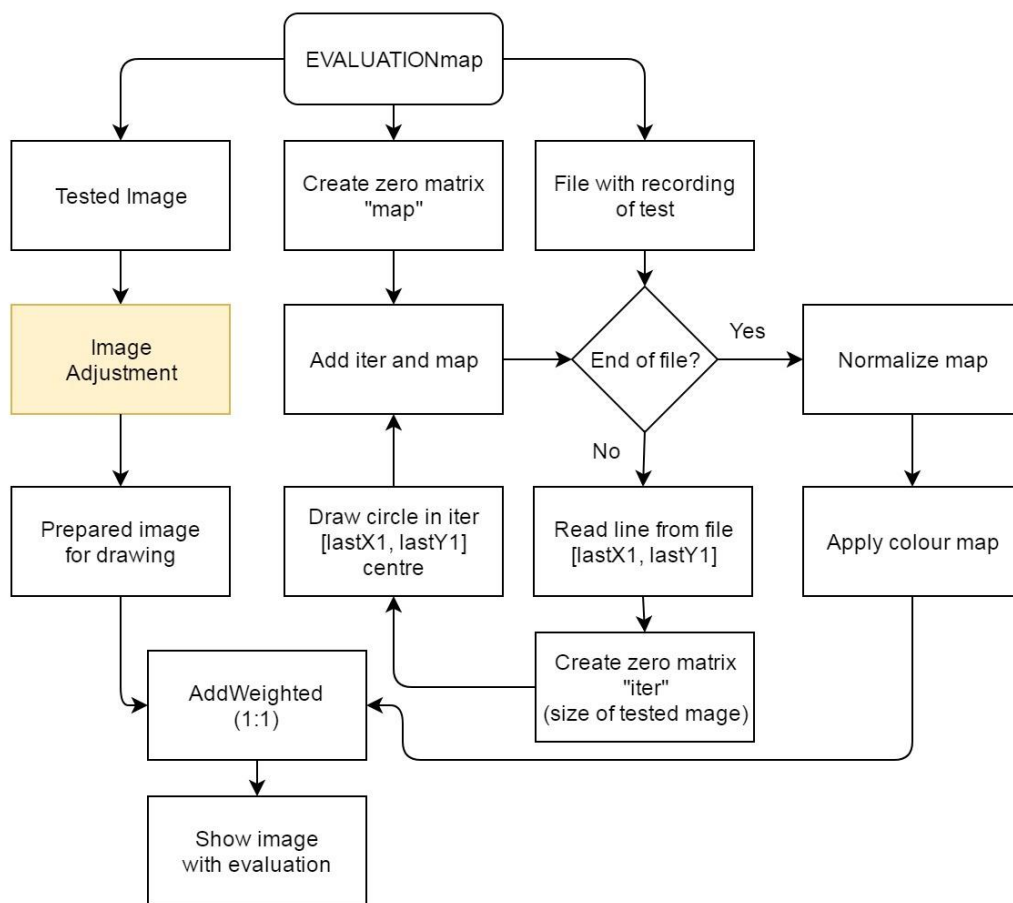 EVALUATIONmap
Tested Image
Create zero matrix
"map"
File with recording
of test
Image
Adjustment
Add iter and map
End of file?
Yes
Normalize map
No
Prepared image
for drawing
Draw circle in iter
[lastX1, lastY1]
centre
Read line from file
[lastX1, lastY1]
Apply colour map
AddWeighted
(1:1)
Create zero matrix
"iter"
(size of tested mage)
Show image
with evaluation